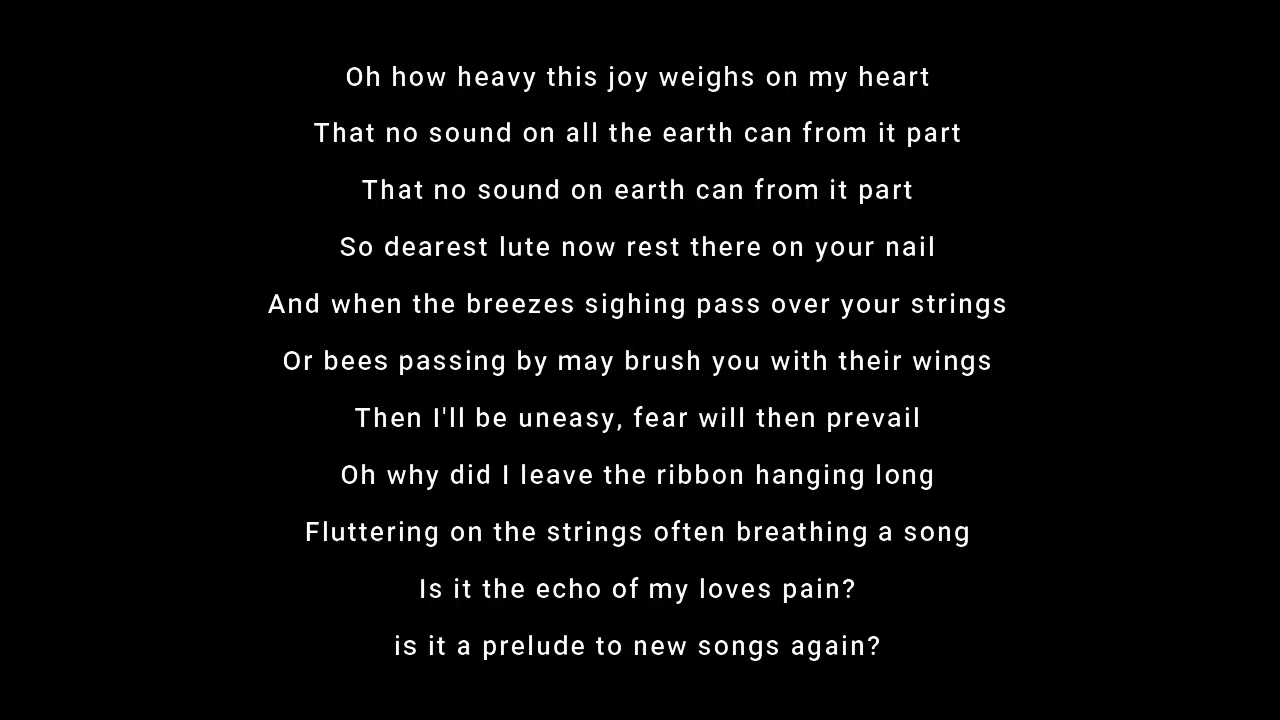 Oh how heavy this joy weighs on my heart
That no sound on all the earth can from it part
That no sound on earth can from it part
So dearest lute now rest there on your nail
And when the breezes sighing pass over your strings
Or bees passing by may brush you with their wings
Then I'll be uneasy, fear will then prevail
Oh why did I leave the ribbon hanging long
Fluttering on the strings often breathing a song
Is it the echo of my loves pain?
is it a prelude to new songs again?